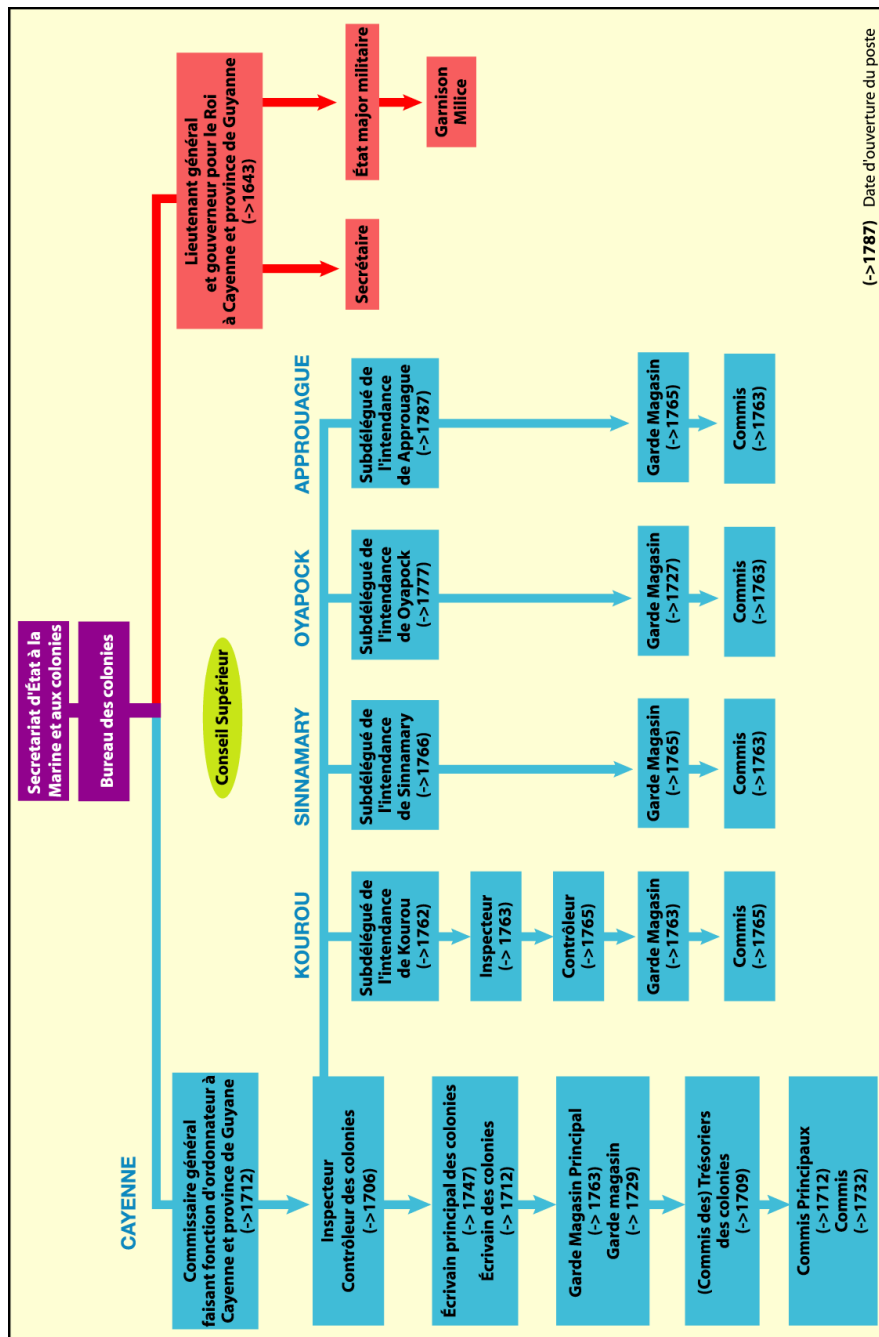 Secretariat d'État à la
Marine et aux colonies
Bureau des colonies
Conseil Supérieur
Lieutenant général
et gouverneur pour le Roi
à Cayenne et province de Guyanne
(->1643)
Secrétaire
État major militaire
Garnison
Milice
CAYENNE
Commissaire général
faisant fonction d'ordonnateur à
Cayenne et province de Guyane
(->1712)
Inspecteur
Contrôleur des colonies
(->1706)
Écrivain principal des colonies
(-> 1747)
Écrivain des colonies
(-> 1712)
Garde Magasin Principal
(-> 1763)
Garde magasin
(-> 1729)
(Commis des) Trésoriers
des colonies
(->1709)
Commis Principaux
(->1712)
Commis
(->1732)
KOUROU
Subdélégué de
l'intendance
de Kourou
(->1762)
Inspecteur
(-> 1763)
Contrôleur
(->1765)
Garde Magasin
(->1763)
Commis
(->1765)
SINNAMARY
Subdélégué de
l'intendance
de Sinnamary
(->1766)
Garde Magasin
(->1765)
Commis
(->1763)
OYAPOCK
Subdélégué de
l'intendance
de Oyapock
(->1777)
Garde Magasin
(->1727)
Commis
(->1763)
APPROUAGUE
Subdélégué de
l'intendance
de Approuague
(->1787)
Garde Magasin
(->1765)
Commis
(->1763)
(->1787) Date d'ouverture du poste